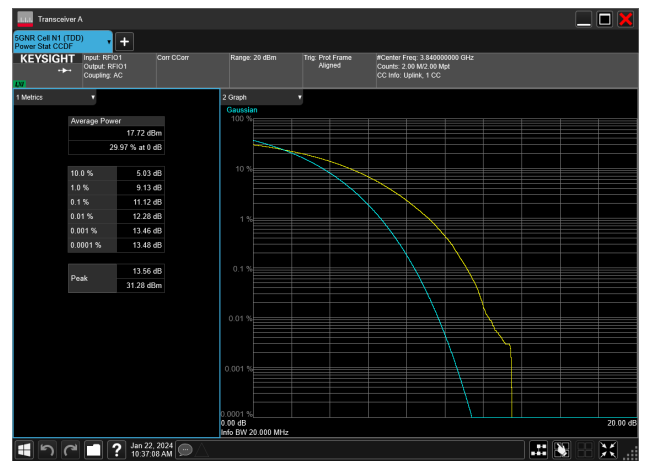 Transceiver A
5GNR Cell N1 (TDD)
Power Stat CCDF
KEYSIGHT
Input: RFIO1
Output: RFIO1
Coupling: AC
Corr CCorr
Range: 20 dBm
Trig: Prot Frame
Aligned
#Center Freq: 3.840000000 GHz
Counts: 2.00 M/2.00 Mpt
CC Info: Uplink, 1 CC
1 Metrics
Average Power
17.72 dBm
29.97 % at 0 dB
10.0 % 5.03 dB
1.0 % 9.13 dB
0.1 % 11.12 dB
0.01 % 12.28 dB
0.001 % 13.46 dB
0.0001 % 13.48 dB
Peak
13.56 dB
31.28 dBm
2 Graph
Gaussian
100 %
10 %
1 %
0.1 %
0.01 %
0.001 %
0.0001 %
0.00 dB
20.00 dB
Info BW 20.000 MHz
Jan 22, 2024
10:37:08 AM